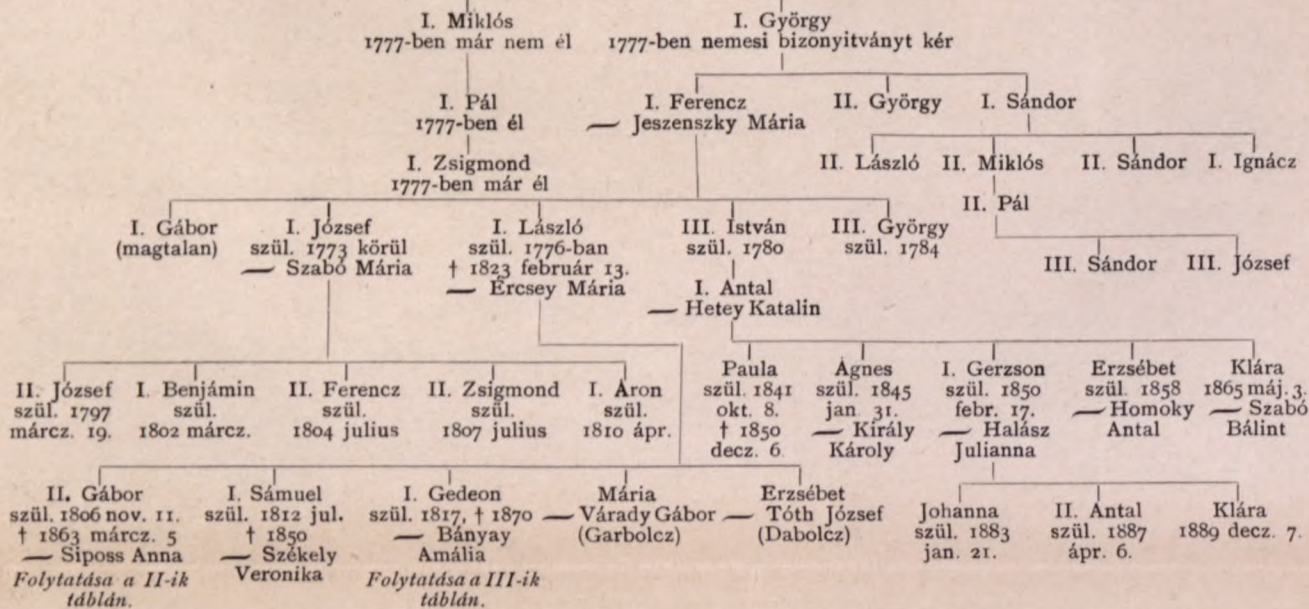 I. Miklós
1777-ben már nem él
I. György
1777-ben nemesi bizonyitványt kér
I. Pál
1777-ben él
I. Ferencz
— Jeszenszky Mária
II. György
I. Sándor
I. Zsigmond
1777-ben már él
II. László
II. Miklós
II. Sándor
I. Ignácz
II. Pál
III. Sándor
III. József
I. Gábor
(magtalan)
I. József
szül. 1773 körül
— Szabó Mária
I. László
szül. 1776-ban
† 1823 február 13.
— Ercsey Mária
III. István
szül. 1780
III. György
szül. 1784
I. Antal
— Hetey Katalin
II. József
szül. 1797
márcz. 19.
I. Benjámin
szül.
1802 márcz.
II. Ferencz
szül.
1804 julius
II. Zsigmond
szül.
1807 julius
I. Áron
szül.
1810 ápr.
Paula
szül. 1841
okt. 8.
† 1850
decz. 6
Ágnes
szül. 1845
jan. 31.
— Király
Károly
I. Gerzson
szül. 1850
febr. 17.
— Halász
Julianna
Erzsébet
szül. 1858
— Homoky
Antal
Klára
1865 máj. 3.
— Szabó
Bálint
II. Gábor
szül. 1806 nov. 11.
† 1863 márcz. 5
— Siposs Anna
Folytatása a II-ik
táblán.
I. Sámuel
szül. 1812 jul.
† 1850
— Székely
Veronika
I. Gedeon
szül. 1817, † 1870
— Bányay
Amália
Folytatása a III-ik
táblán.
Mária
— Várady Gábor
(Garbolcz)
Erzsébet
— Tóth József
(Dabolcz)
Johanna
szül. 1883
jan. 21.
II. Antal
szül. 1887
ápr. 6.
Klára
1889 decz. 7.